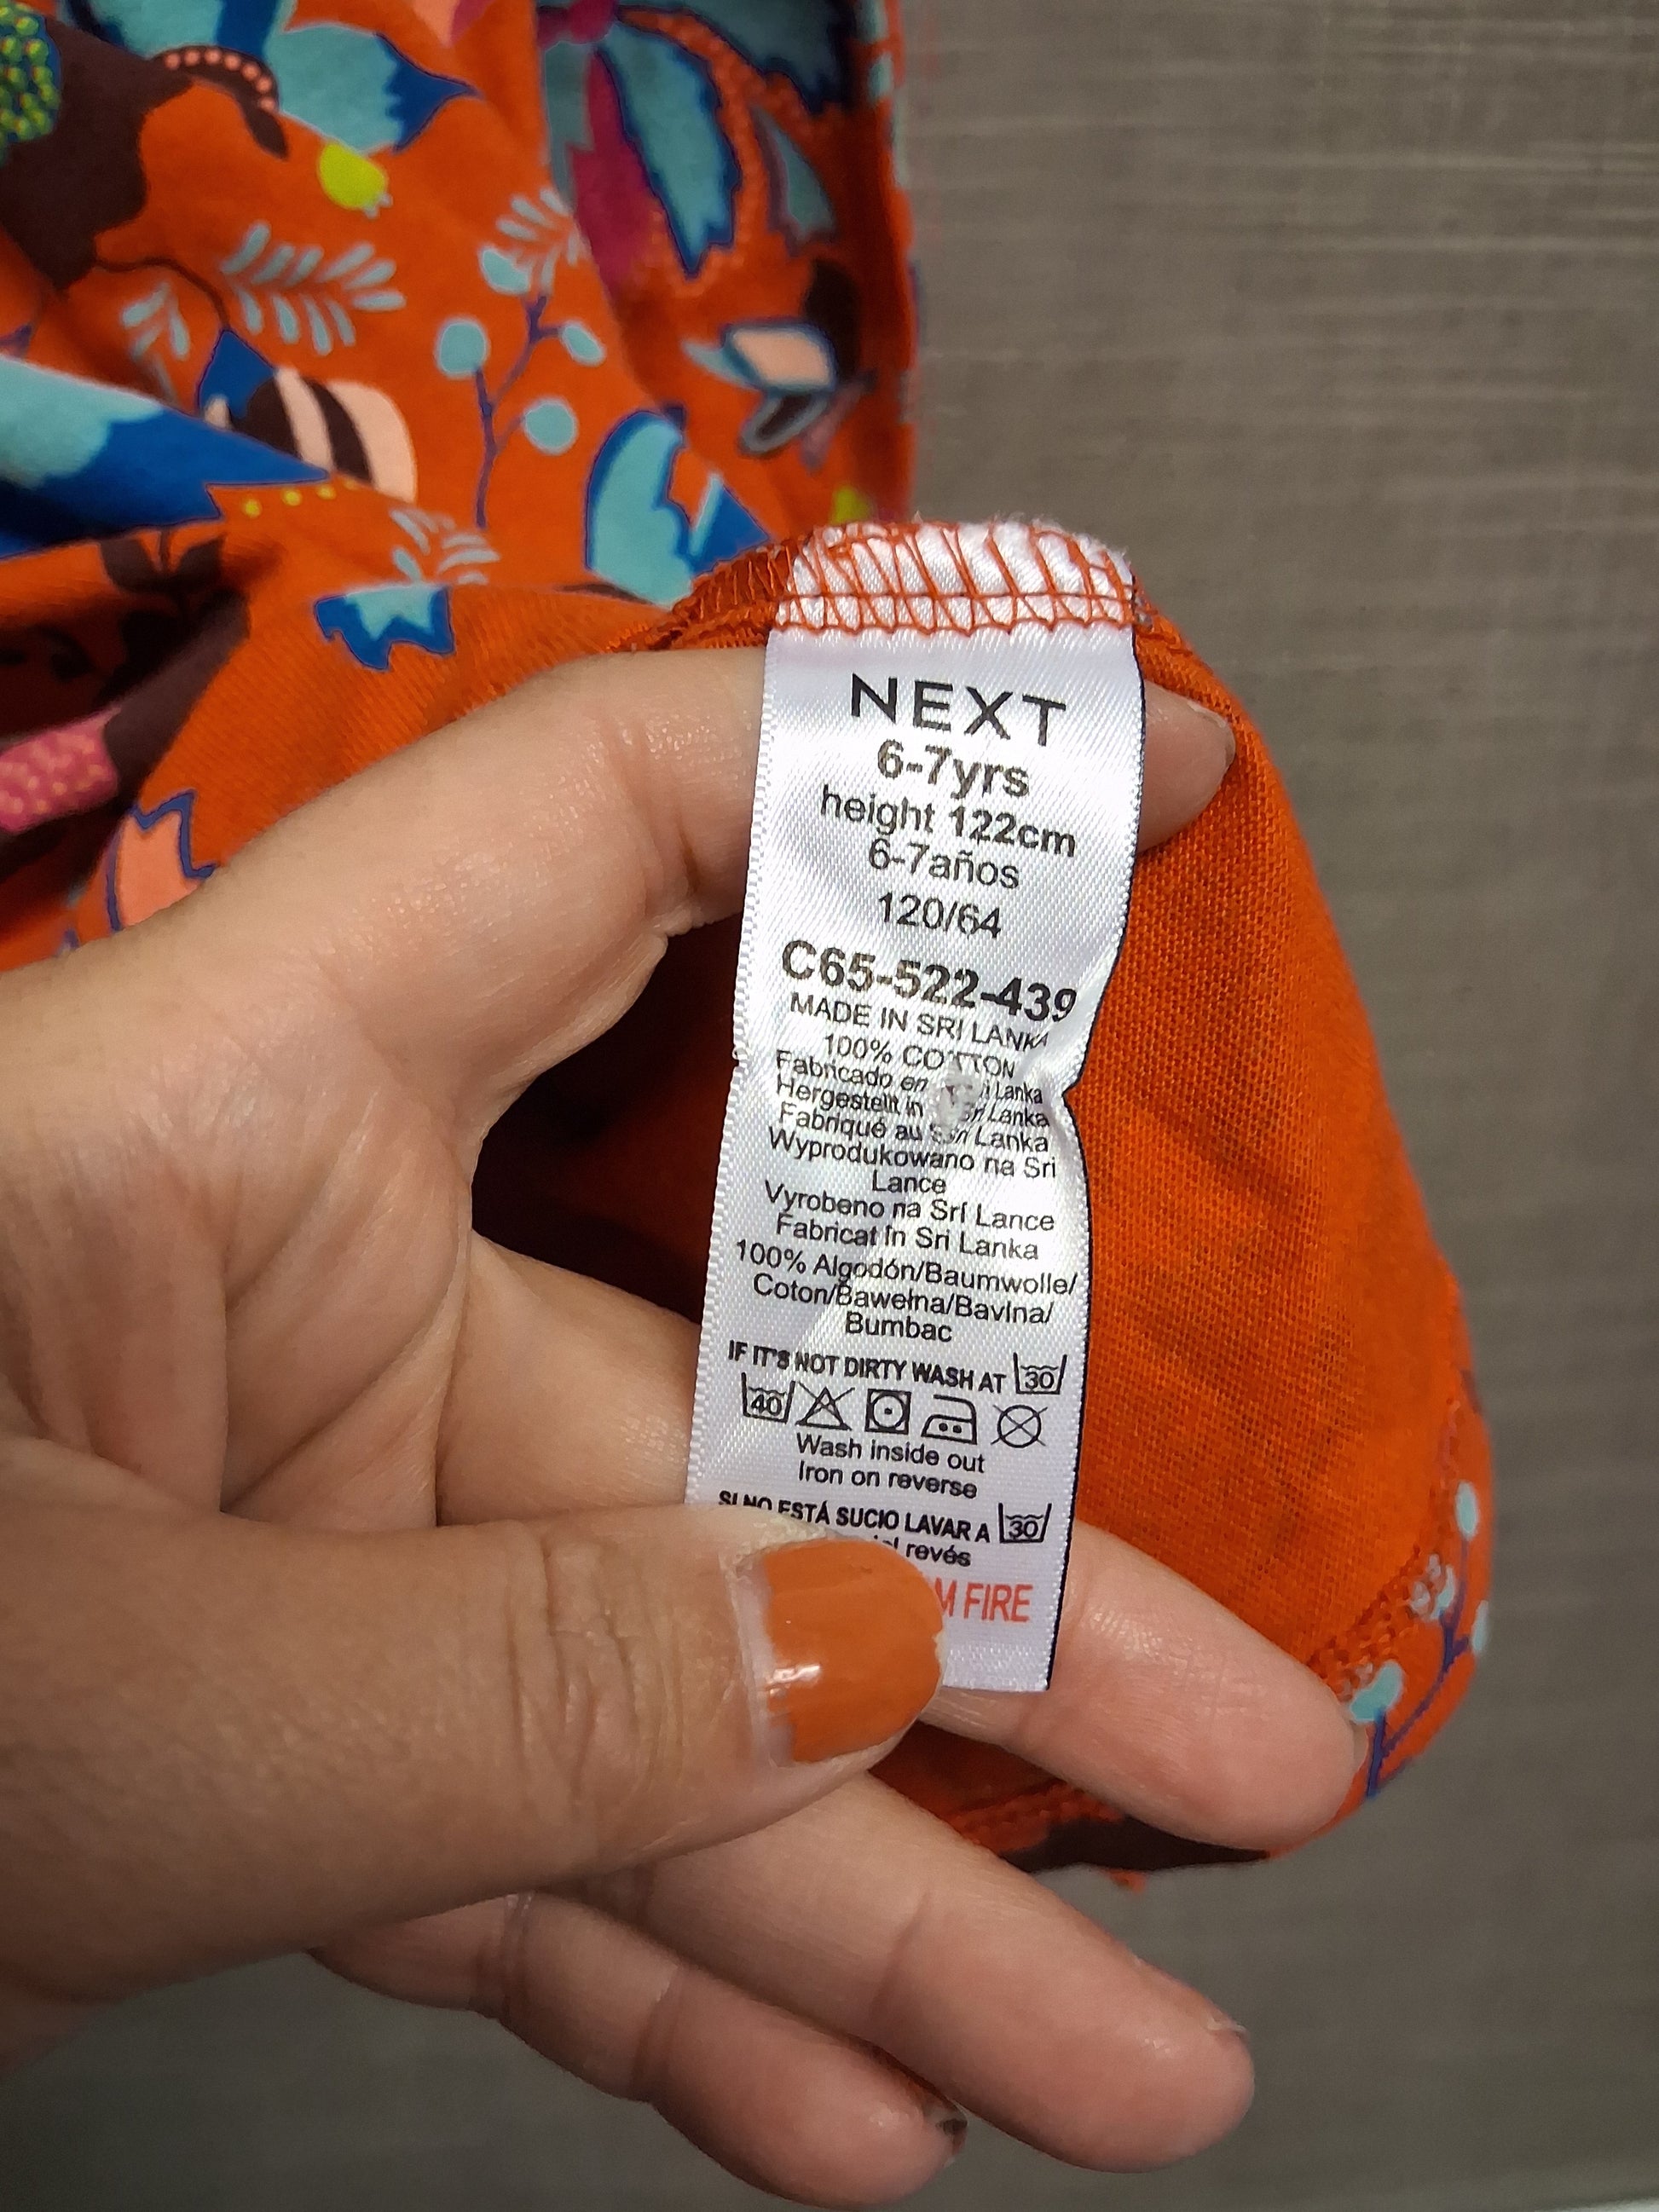 NEXT
6-7yrs
height 122cm
6-7años
120/64
C65-522-439
MADE IN SRI LANKA
100% COTTON
Fabricado en Sri Lanka
Hergestellt in Sri Lanka
Fabriqué au Sri Lanka
Wyprodukowano na Sri
Lance
Vyrobeno na Srí Lance
Fabricat în Sri Lanka
100% Algodón/Baumwolle/
Coton/Bawełna/Bavlna/
Bumbac
IF IT'S NOT DIRTY WASH AT 30
40
Wash inside out
Iron on reverse
SI NO ESTÁ SUCIO LAVAR A 30
revés
FIRE